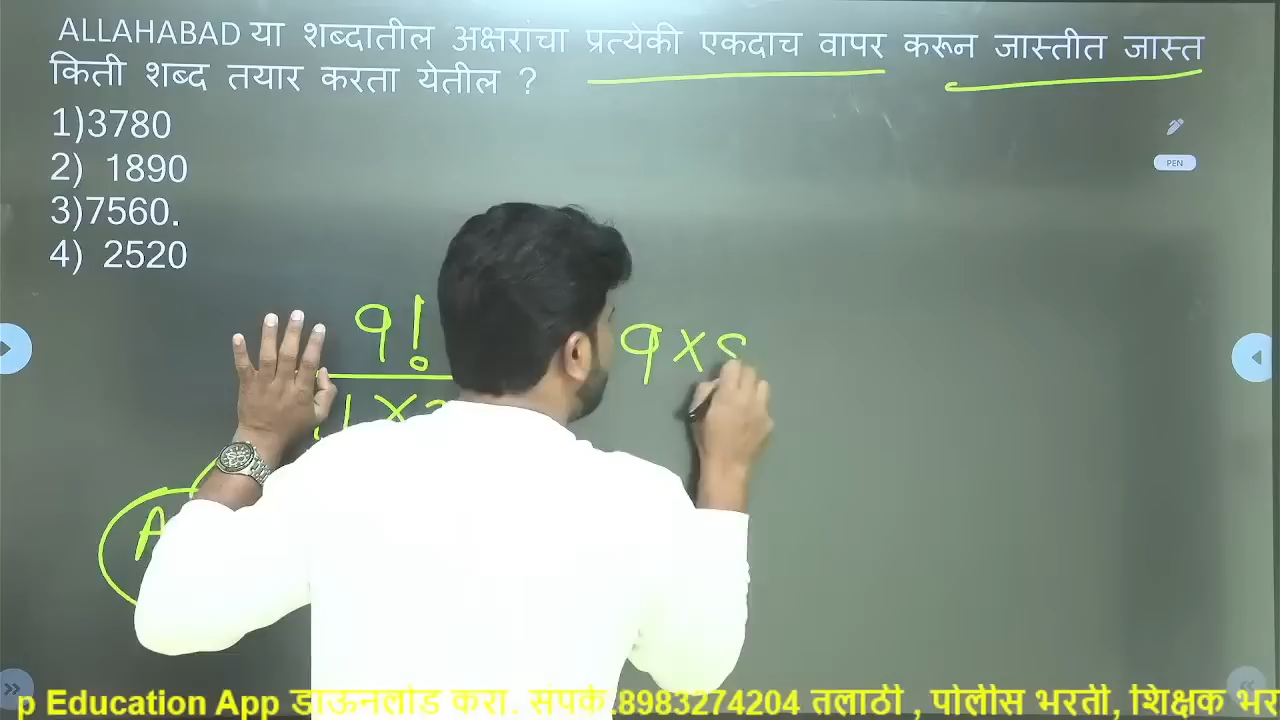 ALLAHABAD या शब्दातील अक्षरांचा प्रत्येकी एकदाच वापर करून जास्तीत जास्त
किती शब्द तयार करता येतील ?
1)3780
2) 1890
3)7560.
4) 2520
PEN
9!
9×
A
p Education App डाऊनलोड करा. संपर्क.8983274204 तलाठी , पोलीस भरती, शिक्षक भर